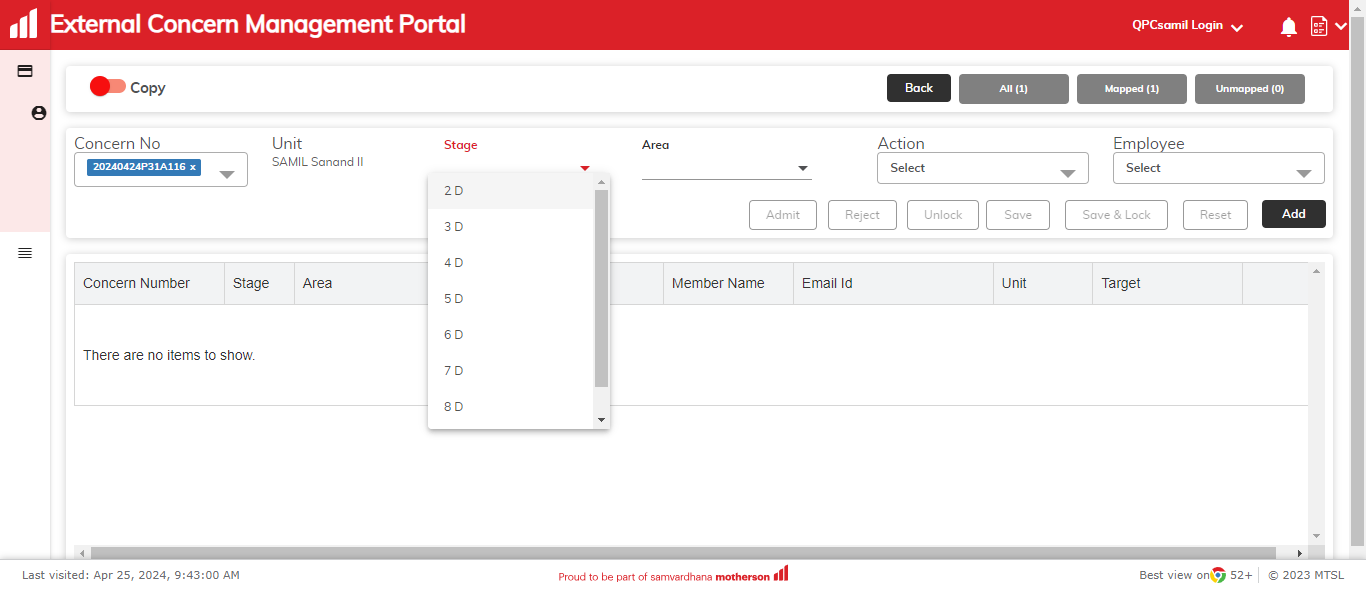 External Concern Management Portal
QPCsamil Login
Copy
Back
All (1)
Mapped (1)
Unmapped (0)
Concern No
20240424P31A116 x
Unit
SAMIL Sanand II
Stage
Area
Action
Select
Employee
Select
2 D
3 D
4 D
5 D
6 D
7 D
8 D
Admit
Reject
Unlock
Save
Save & Lock
Reset
Add
Concern Number
Stage
Area
Member Name
Email Id
Unit
Target
There are no items to show.
Last visited: Apr 25, 2024, 9:43:00 AM
Proud to be part of samvardhana motherson
Best view on 52+
© 2023 MTSL